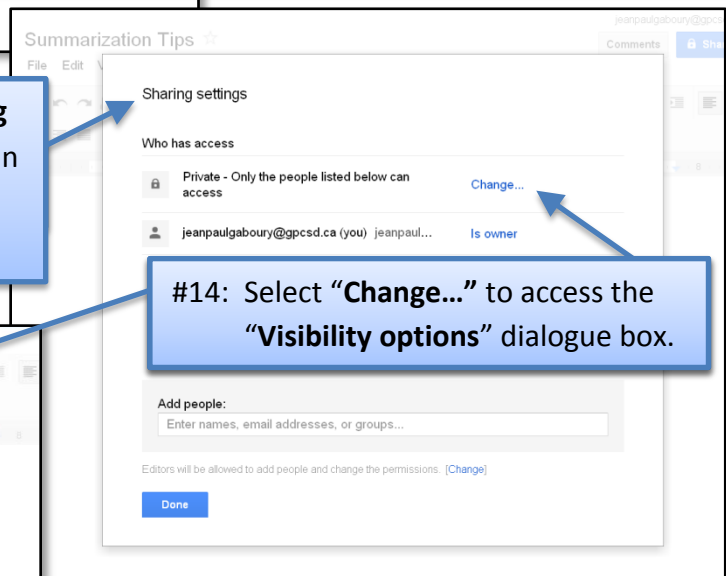 jeanpaulgaboury@gpcs
Summarization Tips
Comments
File Edit
Sharing settings
Who has access
Private - Only the people listed below can
access
Change...
jeanpaulgaboury@gpcsd.ca (you) jeanpaul...
Is owner
#14: Select “Change…” to access the
“Visibility options” dialogue box.
Add people:
Enter names, email addresses, or groups...
Editors will be allowed to add people and change the permissions. [Change]
Done